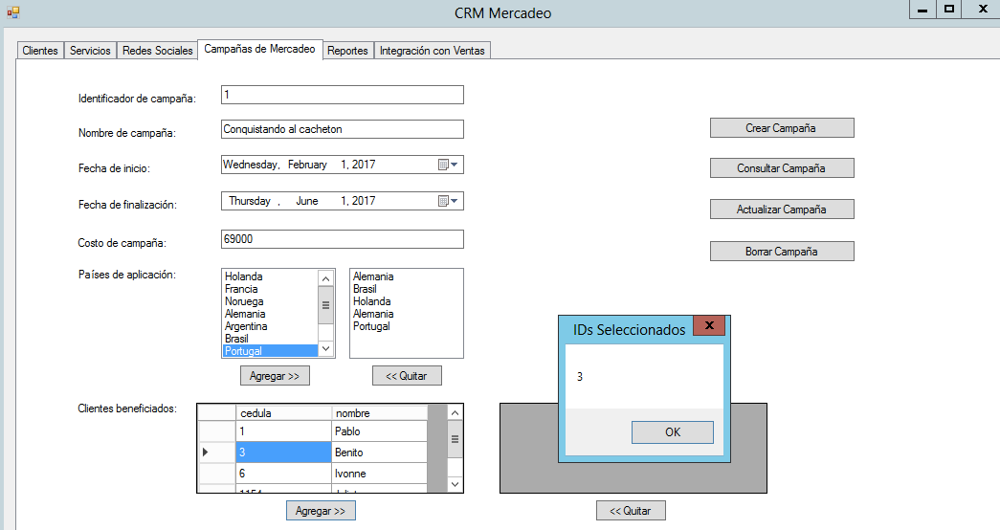 CRM Mercadeo
Clientes Servicios Redes Sociales Campañas de Mercadeo Reportes Integración con Ventas
Identificador de campaña: 1
Nombre de campaña: Conquistando al cacheton
Fecha de inicio: Wednesday, February 1, 2017
Fecha de finalización: Thursday , June 1, 2017
Costo de campaña: 69000
Países de aplicación:
Holanda
Francia
Noruega
Alemania
Argentina
Brasil
Portugal
Alemania
Brasil
Holanda
Alemania
Portugal
Agregar >>
<< Quitar
Crear Campaña
Consultar Campaña
Actualizar Campaña
Borrar Campaña
IDs Seleccionados
3
OK
Clientes beneficiados:
cedula nombre
1 Pablo
3 Benito
6 Ivonne
Agregar >>
<< Quitar